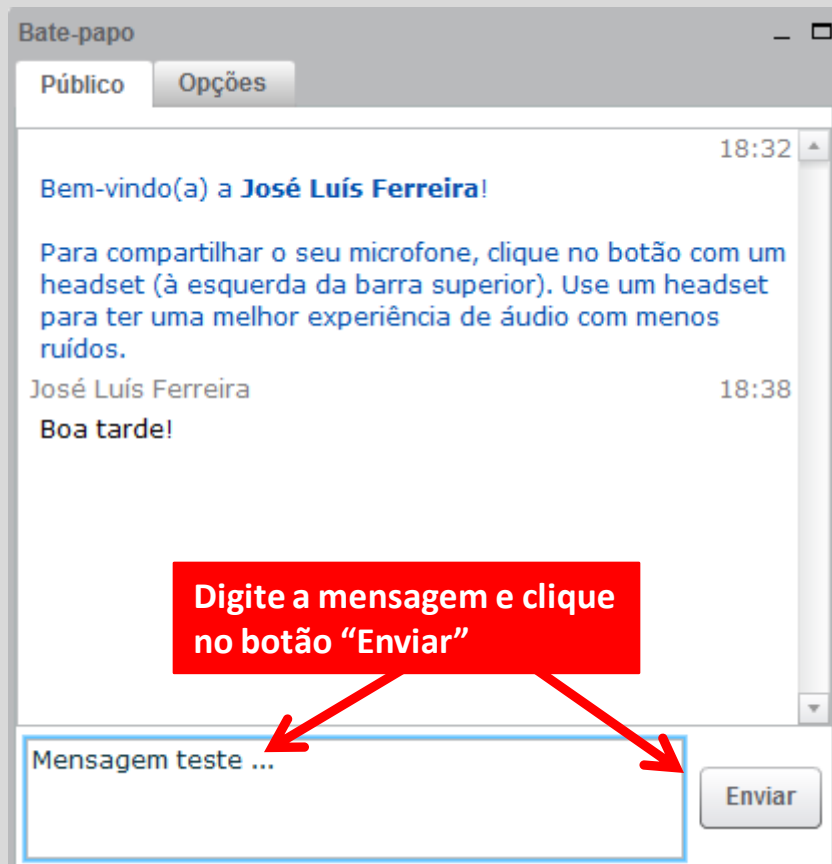 Bate-papo
Público Opções
18:32
Bem-vindo(a) a José Luís Ferreira!
Para compartilhar o seu microfone, clique no botão com um
headset (à esquerda da barra superior). Use um headset
para ter uma melhor experiência de áudio com menos
ruídos.
José Luís Ferreira 18:38
Boa tarde!
Digite a mensagem e clique
no botão “Enviar”
Mensagem teste ...
Enviar